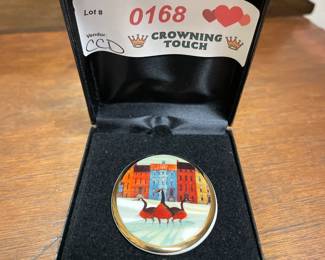 Lot 8
0168
Vendor:
CCD
CROWNING
TOUCH